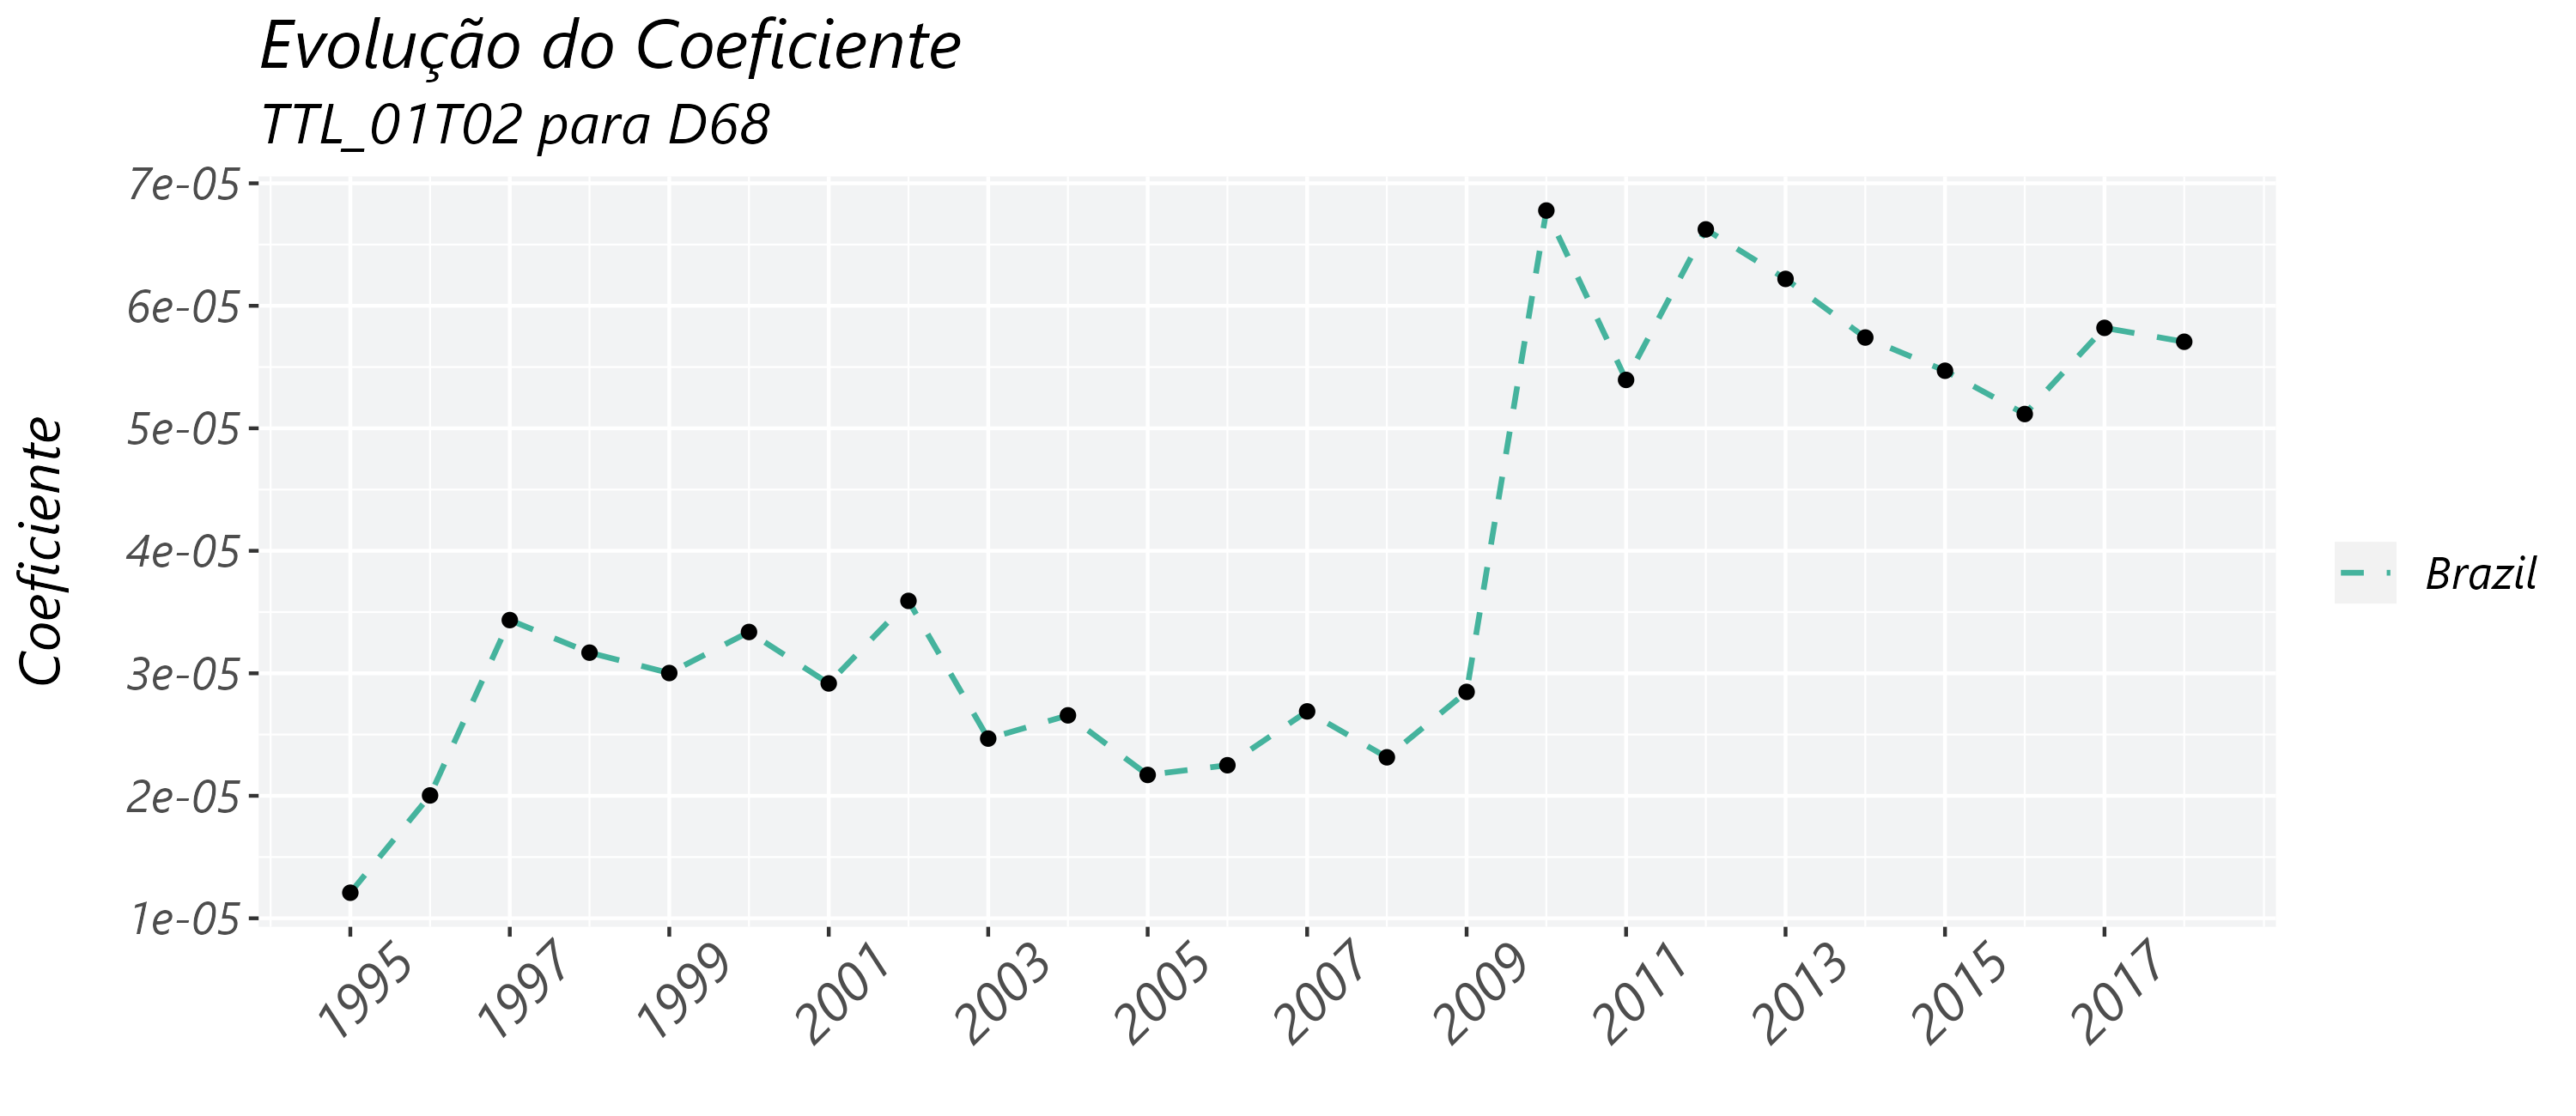 Evolução do Coeficiente
TTL_01T02 para D68
7e-05
6e-05
5e-05
4e-05
3e-05
2e-05
1e-05
Coeficiente
1995
1997
1999
2001
2003
2005
2007
2009
2011
2013
2015
2017
Brazil